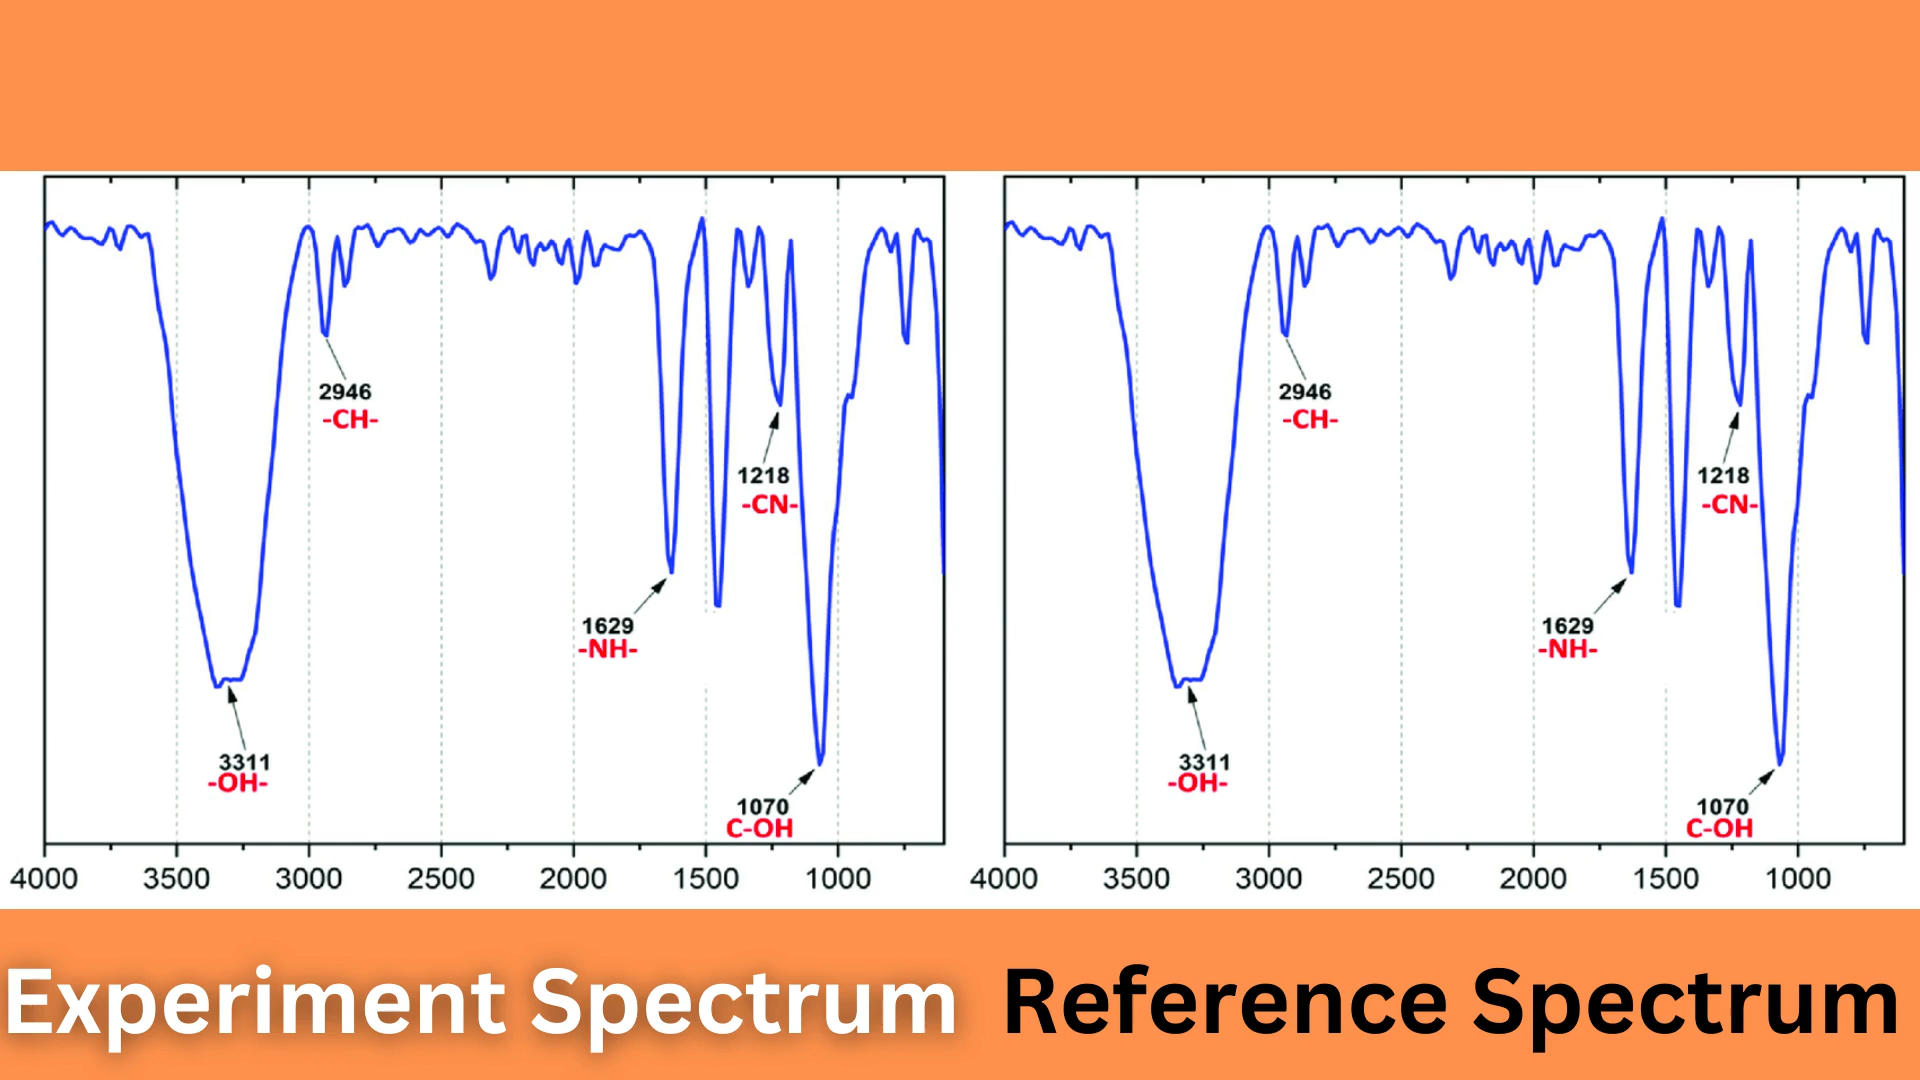 2946
-CH-
1218
-CN-
1629
-NH-
3311
-OH-
1070
C-OH
4000 3500 3000 2500 2000 1500 1000
2946
-CH-
1218
-CN-
1629
-NH-
3311
-OH-
1070
C-OH
4000 3500 3000 2500 2000 1500 1000
Experiment Spectrum
Reference Spectrum